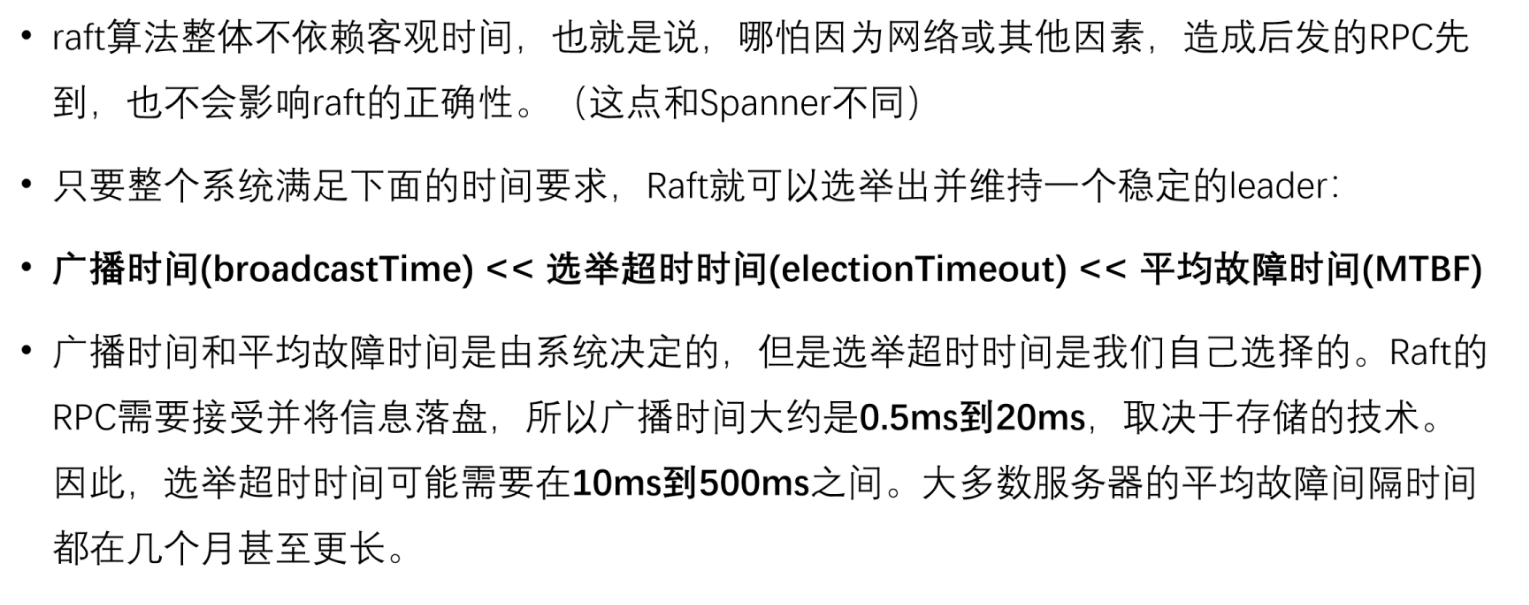 • raft算法整体不依赖客观时间，也就是说，哪怕因为网络或其他因素，造成后发的RPC先
到，也不会影响raft的正确性。（这点和Spanner不同）
• 只要整个系统满足下面的时间要求，Raft就可以选举出并维持一个稳定的leader：
• 广播时间(broadcastTime) << 选举超时时间(electionTimeout) << 平均故障时间(MTBF)
• 广播时间和平均故障时间是由系统决定的，但是选举超时时间是我们自己选择的。Raft的
RPC需要接受并将信息落盘，所以广播时间大约是0.5ms到20ms，取决于存储的技术。
因此，选举超时时间可能需要在10ms到500ms之间。大多数服务器的平均故障间隔时间
都在几个月甚至更长。